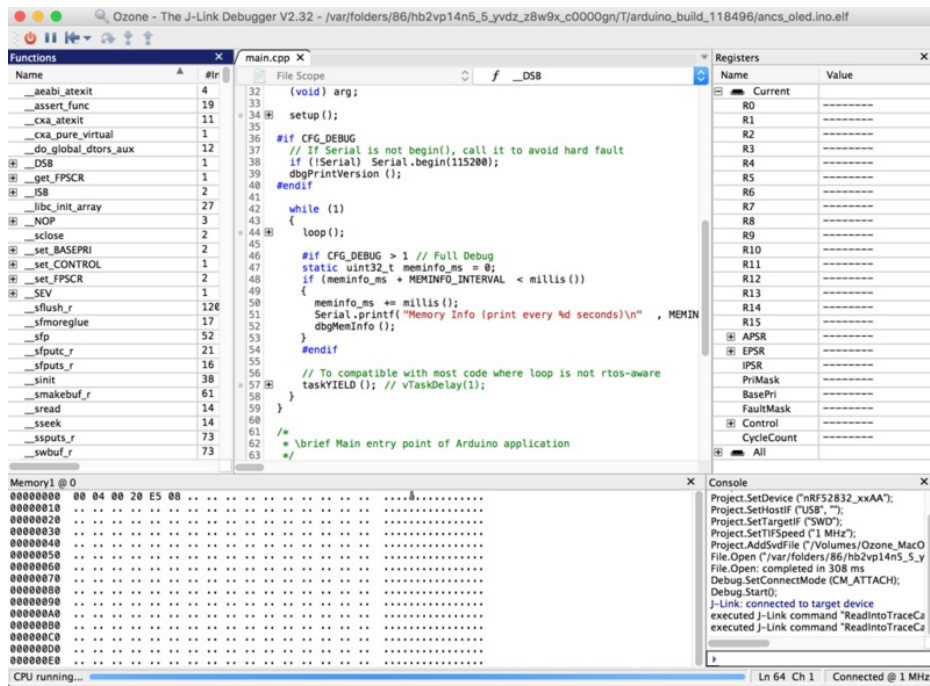 Ozone - The J-Link Debugger V2.32 - /var/folders/86/hb2vp14n5_5_yvdz_z8w9x_c0000gn/T/arduino_build_118496/ancs_oled.ino.elf
Functions
Name #Ir
__aeabi_atexit 4
__assert_func 19
__cxa_atexit 11
__cxa_pure_virtual 1
__do_global_dtors_aux 12
__DSB 1
__get_FPSCR 1
__ISB 2
__libc_init_array 27
__NOP 3
__sclose 2
__set_BASEPRI 2
__set_CONTROL 1
__set_FPSCR 2
__SEV 1
__sflush_r 120
__sfmoreglue 17
__sfp 52
__sfputc_r 21
__sfputs_r 16
__sinit 38
__smakebuf_r 61
__sread 14
__sseek 14
__ssputs_r 73
__swbuf_r 73
main.cpp
File Scope f __DSB
32 (void) arg;
33
34 setup();
35
36 #if CFG_DEBUG
37 // If Serial is not begin(), call it to avoid hard fault
38 if (!Serial) Serial.begin(115200);
39 dbgPrintVersion ();
40 #endif
41
42 while (1)
43 {
44 loop();
45
46 #if CFG_DEBUG > 1 // Full Debug
47 static uint32_t meminfo_ms = 0;
48 if (meminfo_ms + MEMINFO_INTERVAL < millis())
49 {
50 meminfo_ms += millis();
51 Serial.printf("Memory Info (print every %d seconds)\n" , MEMIN
52 dbgMemInfo ();
53 }
54 #endif
55
56 // To compatible with most code where loop is not rtos-aware
57 taskYIELD (); // vTaskDelay(1);
58 }
59 }
60
61 /*
62 * \brief Main entry point of Arduino application
63 */
Registers
Name Value
Current
R0 --------
R1 --------
R2 --------
R3 --------
R4 --------
R5 --------
R6 --------
R7 --------
R8 --------
R9 --------
R10 --------
R11 --------
R12 --------
R13 --------
R14 --------
R15 --------
APSR --------
EPSR --------
IPSR --------
PriMask --------
BasePri --------
FaultMask --------
Control --------
CycleCount --------
All
Memory1 @ 0
00000000 00 04 00 20 E5 08 .. .. .. .. .. .. .. .. .. .. ....å...........
00000010 .. .. .. .. .. .. .. .. .. .. .. .. .. .. .. .. ................
00000020 .. .. .. .. .. .. .. .. .. .. .. .. .. .. .. .. ................
00000030 .. .. .. .. .. .. .. .. .. .. .. .. .. .. .. .. ................
00000040 .. .. .. .. .. .. .. .. .. .. .. .. .. .. .. .. ................
00000050 .. .. .. .. .. .. .. .. .. .. .. .. .. .. .. .. ................
00000060 .. .. .. .. .. .. .. .. .. .. .. .. .. .. .. .. ................
00000070 .. .. .. .. .. .. .. .. .. .. .. .. .. .. .. .. ................
00000080 .. .. .. .. .. .. .. .. .. .. .. .. .. .. .. .. ................
00000090 .. .. .. .. .. .. .. .. .. .. .. .. .. .. .. .. ................
000000A0 .. .. .. .. .. .. .. .. .. .. .. .. .. .. .. .. ................
000000B0 .. .. .. .. .. .. .. .. .. .. .. .. .. .. .. .. ................
000000C0 .. .. .. .. .. .. .. .. .. .. .. .. .. .. .. .. ................
000000D0 .. .. .. .. .. .. .. .. .. .. .. .. .. .. .. .. ................
000000E0 .. .. .. .. .. .. .. .. .. .. .. .. .. .. .. .. ................
Console
Project.SetDevice ("nRF52832_xxAA");
Project.SetHostIF ("USB", "");
Project.SetTargetIF ("SWD");
Project.SetTIFSpeed ("1 MHz");
Project.AddSvdFile ("/Volumes/Ozone_MacO
File.Open ("/var/folders/86/hb2vp14n5_5_y
File.Open: completed in 308 ms
Debug.SetConnectMode (CM_ATTACH);
Debug.Start();
J-Link: connected to target device
executed J-Link command "ReadIntoTraceCa
executed J-Link command "ReadIntoTraceCa
CPU running... Ln 64 Ch 1 Connected @ 1 MHz